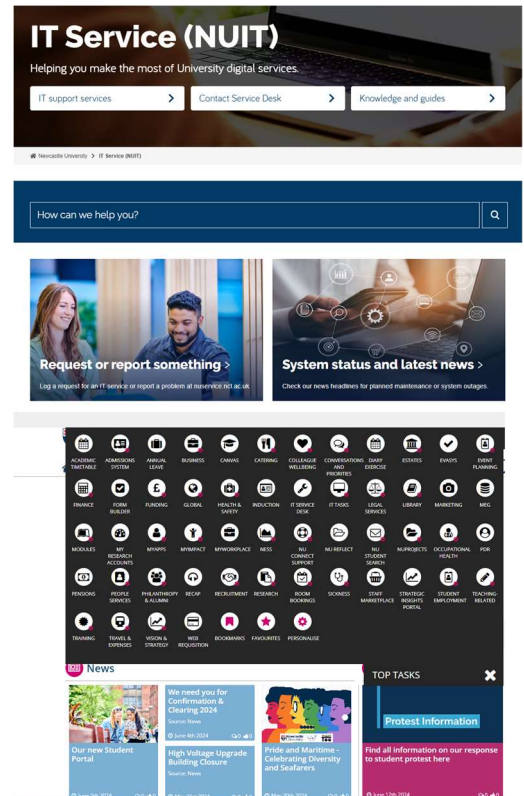 IT Service (NUIT)
Helping you make the most of University digital services.
IT support services
Contact Service Desk
Knowledge and guides
Newcastle University > IT Service (NUIT)
How can we help you?
Request or report something >
Log a request for an IT service or report a problem at nuservice.ncl.ac.uk
System status and latest news >
Check our news headlines for planned maintenance or system outages.
ACADEMIC TIMETABLE
ADMISSIONS SYSTEM
ANNUAL LEAVE
BUSINESS
CANVAS
CATERING
COLLEAGUE WELLBEING
CONVERSATIONS AND PRIORITIES
DIARY EXERCISE
ESTATES
EVASYS
EVENT PLANNING
FINANCE
FORM BUILDER
FUNDING
GLOBAL
HEALTH & SAFETY
INDUCTION
IT SERVICE DESK
IT TASKS
LEGAL SERVICES
LIBRARY
MARKETING
MEG
MODULES
MY RESEARCH ACCOUNTS
MYAPPS
MYIMPACT
MYWORKPLACE
NESS
NU CONNECT SUPPORT
NU REFLECT
NU STUDENT SEARCH
NUPROJECTS
OCCUPATIONAL HEALTH
PDR
PENSIONS
PEOPLE SERVICES
PHILANTHROPY & ALUMNI
RECAP
RECRUITMENT
RESEARCH
ROOM BOOKINGS
SICKNESS
STAFF MARKETPLACE
STRATEGIC INSIGHTS PORTAL
STUDENT EMPLOYMENT
TEACHING-RELATED
TRAINING
TRAVEL & EXPENSES
VISION & STRATEGY
WEB REQUISITION
BOOKMARKS
FAVOURITES
PERSONALISE
News
TOP TASKS
Our new Student
Portal
June 7th 2024
We need you for
Confirmation &
Clearing 2024
Source: News
June 4th 2024
0 0
High Voltage Upgrade
Building Closure
Source: News
Pride and Maritime -
Celebrating Diversity
and Seafarers
May 30th 2024
Protest Information
Find all information on our response
to student protest here
June 12th 2024